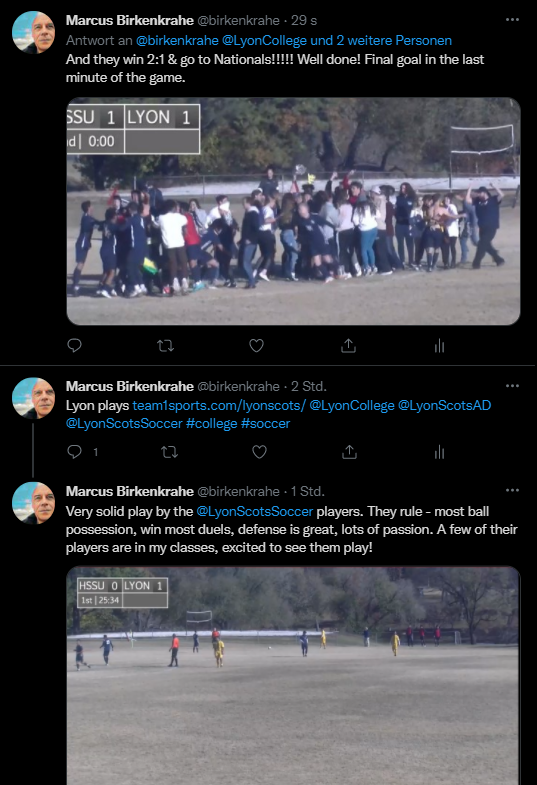 Marcus Birkenkrahe @birkenkrahe · 29 s
Antwort an @birkenkrahe @LyonCollege und 2 weitere Personen
And they win 2:1 & go to Nationals!!!!! Well done! Final goal in the last
minute of the game.
SSU 1 LYON 1
d| 0:00
Marcus Birkenkrahe @birkenkrahe · 2 Std.
Lyon plays team1sports.com/lyonscots/ @LyonCollege @LyonScotsAD
@LyonScotsSoccer #college #soccer
1
Marcus Birkenkrahe @birkenkrahe · 1 Std.
Very solid play by the @LyonScotsSoccer players. They rule - most ball
possession, win most duels, defense is great, lots of passion. A few of their
players are in my classes, excited to see them play!
HSSU 0 LYON 1
1st | 25:34